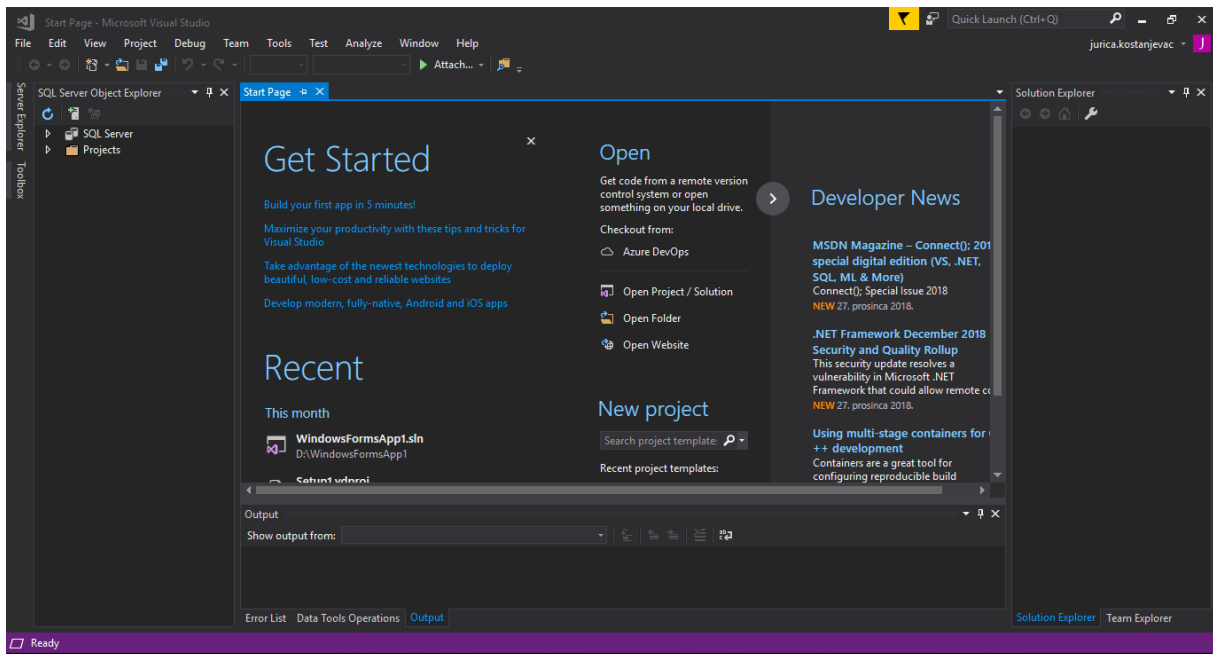 Start Page - Microsoft Visual Studio
Quick Launch (Ctrl+Q)
File Edit View Project Debug Team Tools Test Analyze Window Help
jurica.kostanjevac
J
Attach...
Server Explorer
Toolbox
SQL Server Object Explorer
SQL Server
Projects
Start Page
Get Started
Build your first app in 5 minutes!
Maximize your productivity with these tips and tricks for
Visual Studio
Take advantage of the newest technologies to deploy
beautiful, low-cost and reliable websites
Develop modern, fully-native, Android and iOS apps
Recent
This month
WindowsFormsApp1.sln
D:\WindowsFormsApp1
Setup1.vdproj
Open
Get code from a remote version
control system or open
something on your local drive.
Checkout from:
Azure DevOps
Open Project / Solution
Open Folder
Open Website
New project
Search project template
Recent project templates:
Developer News
MSDN Magazine – Connect(); 201
special digital edition (VS, .NET,
SQL, ML & More)
Connect(); Special Issue 2018
NEW 27. prosinca 2018.
.NET Framework December 2018
Security and Quality Rollup
This security update resolves a
vulnerability in Microsoft .NET
Framework that could allow remote c
NEW 27. prosinca 2018.
Using multi-stage containers for
++ development
Containers are a great tool for
configuring reproducible build
Output
Show output from:
Error List Data Tools Operations Output
Solution Explorer
Solution Explorer Team Explorer
Ready